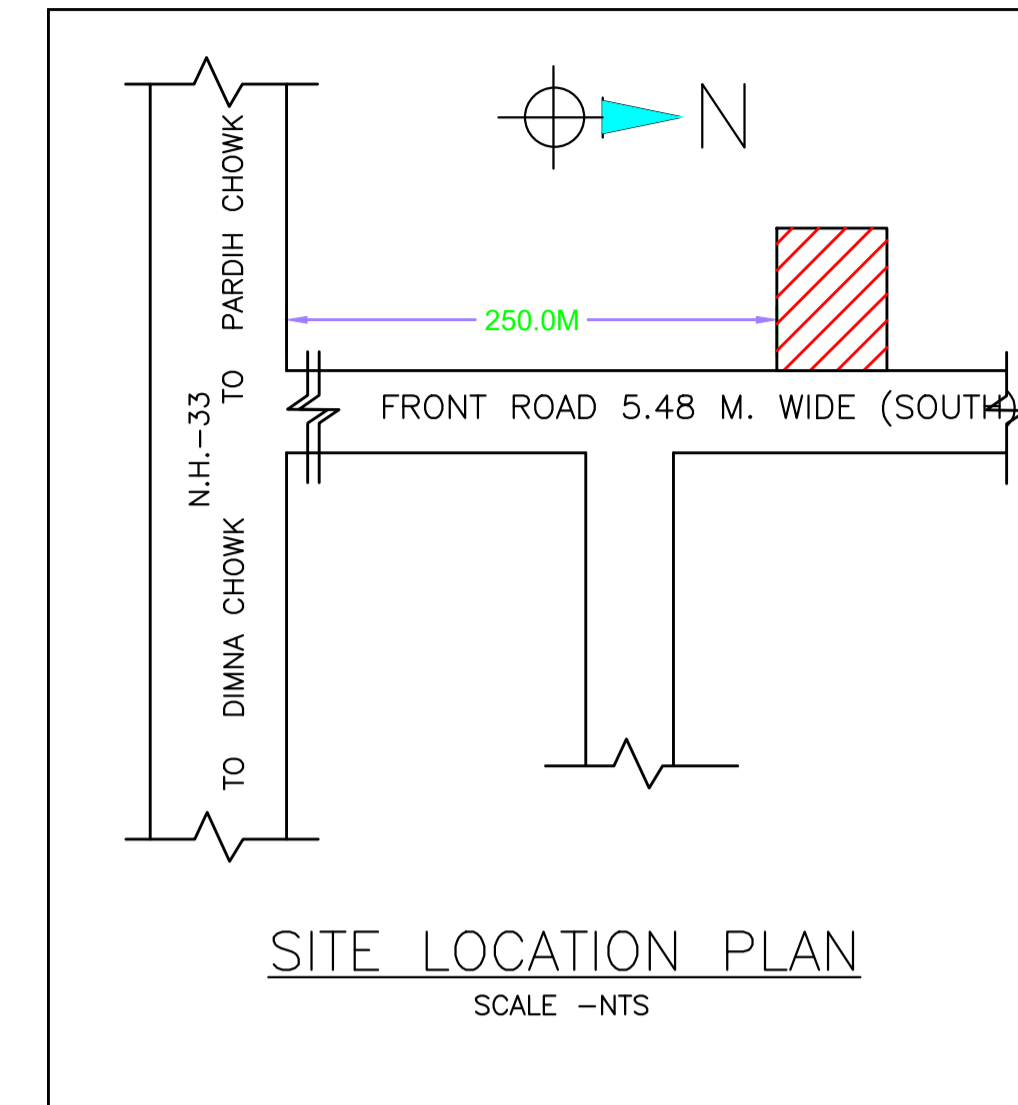 N
TO PARDIH CHOWK
N.H.-33
TO DIMNA CHOWK
250.0M
FRONT ROAD 5.48 M. WIDE (SOUTH)
SITE LOCATION PLAN
SCALE -NTS